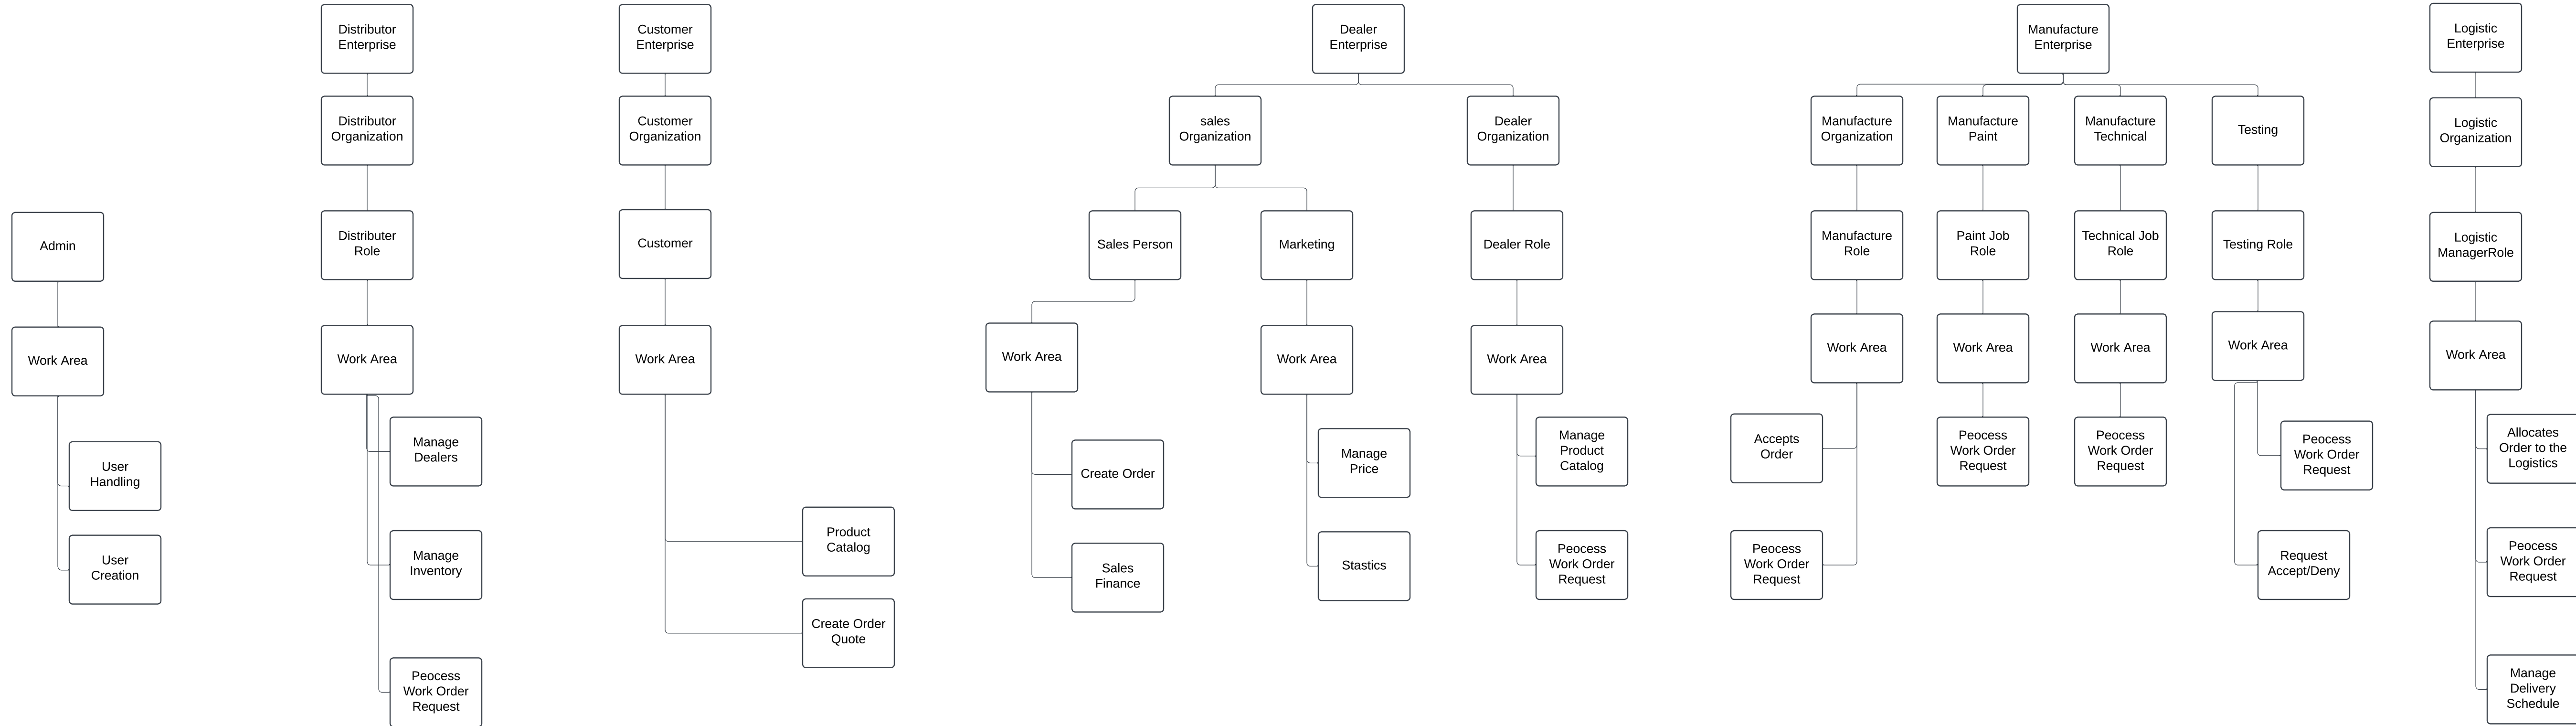 Admin
Work Area
User
Handling
User
Creation
Distributor
Enterprise
Distributor
Organization
Distributer
Role
Work Area
Manage
Dealers
Manage
Inventory
Peocess
Work Order
Request
Customer
Enterprise
Customer
Organization
Customer
Work Area
Product
Catalog
Create Order
Quote
Dealer
Enterprise
sales
Organization
Sales Person
Work Area
Create Order
Sales
Finance
Marketing
Work Area
Manage
Price
Stastics
Dealer
Organization
Dealer Role
Work Area
Manage
Product
Catalog
Peocess
Work Order
Request
Manufacture
Enterprise
Manufacture
Organization
Manufacture
Role
Work Area
Accepts
Order
Peocess
Work Order
Request
Manufacture
Paint
Paint Job
Role
Work Area
Peocess
Work Order
Request
Manufacture
Technical
Technical Job
Role
Work Area
Peocess
Work Order
Request
Testing
Testing Role
Work Area
Peocess
Work Order
Request
Request
Accept/Deny
Logistic
Enterprise
Logistic
Organization
Logistic
ManagerRole
Work Area
Allocates
Order to the
Logistics
Peocess
Work Order
Request
Manage
Delivery
Schedule